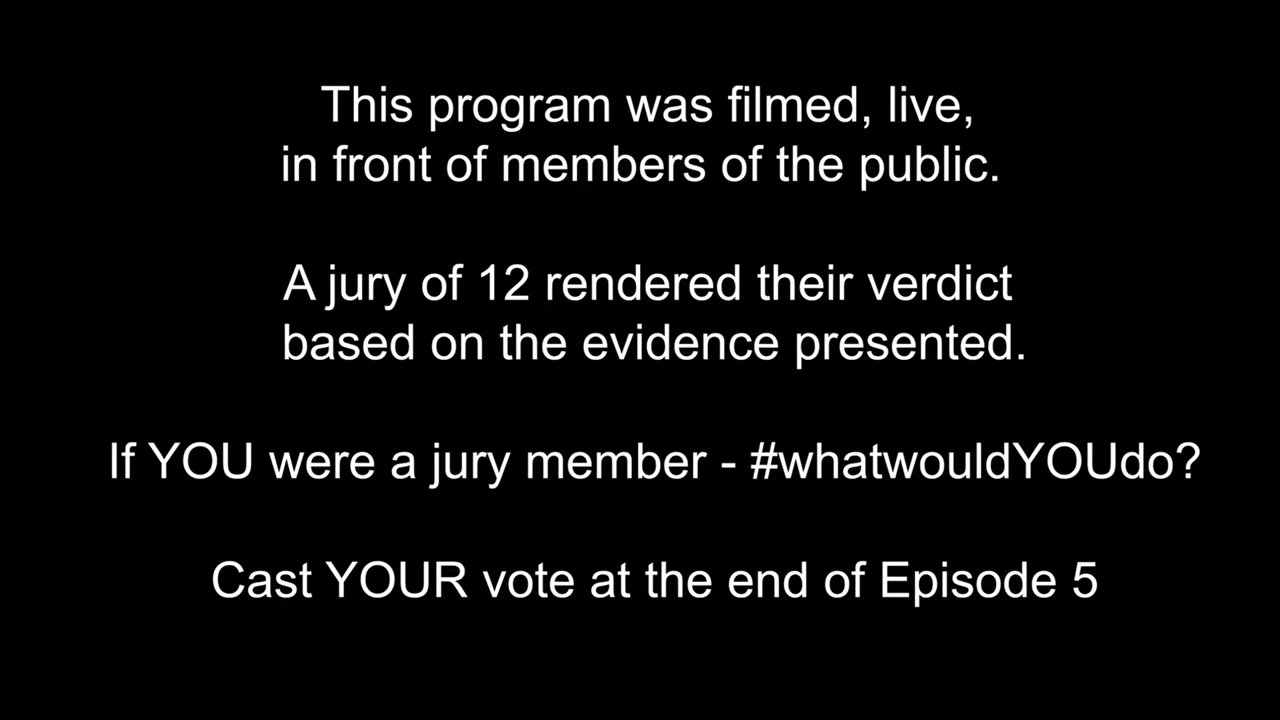 This program was filmed, live,
in front of members of the public.
A jury of 12 rendered their verdict
based on the evidence presented.
If YOU were a jury member - #whatwouldYOUdo?
Cast YOUR vote at the end of Episode 5